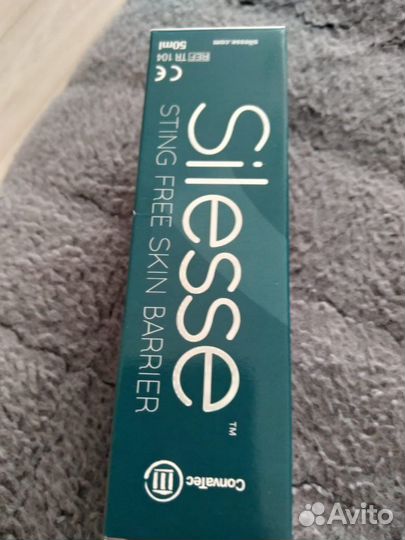 silesse.com
50ml
REF TR 104
CE
Silesse™
STING FREE SKIN BARRIER
ConvaTec
Avito